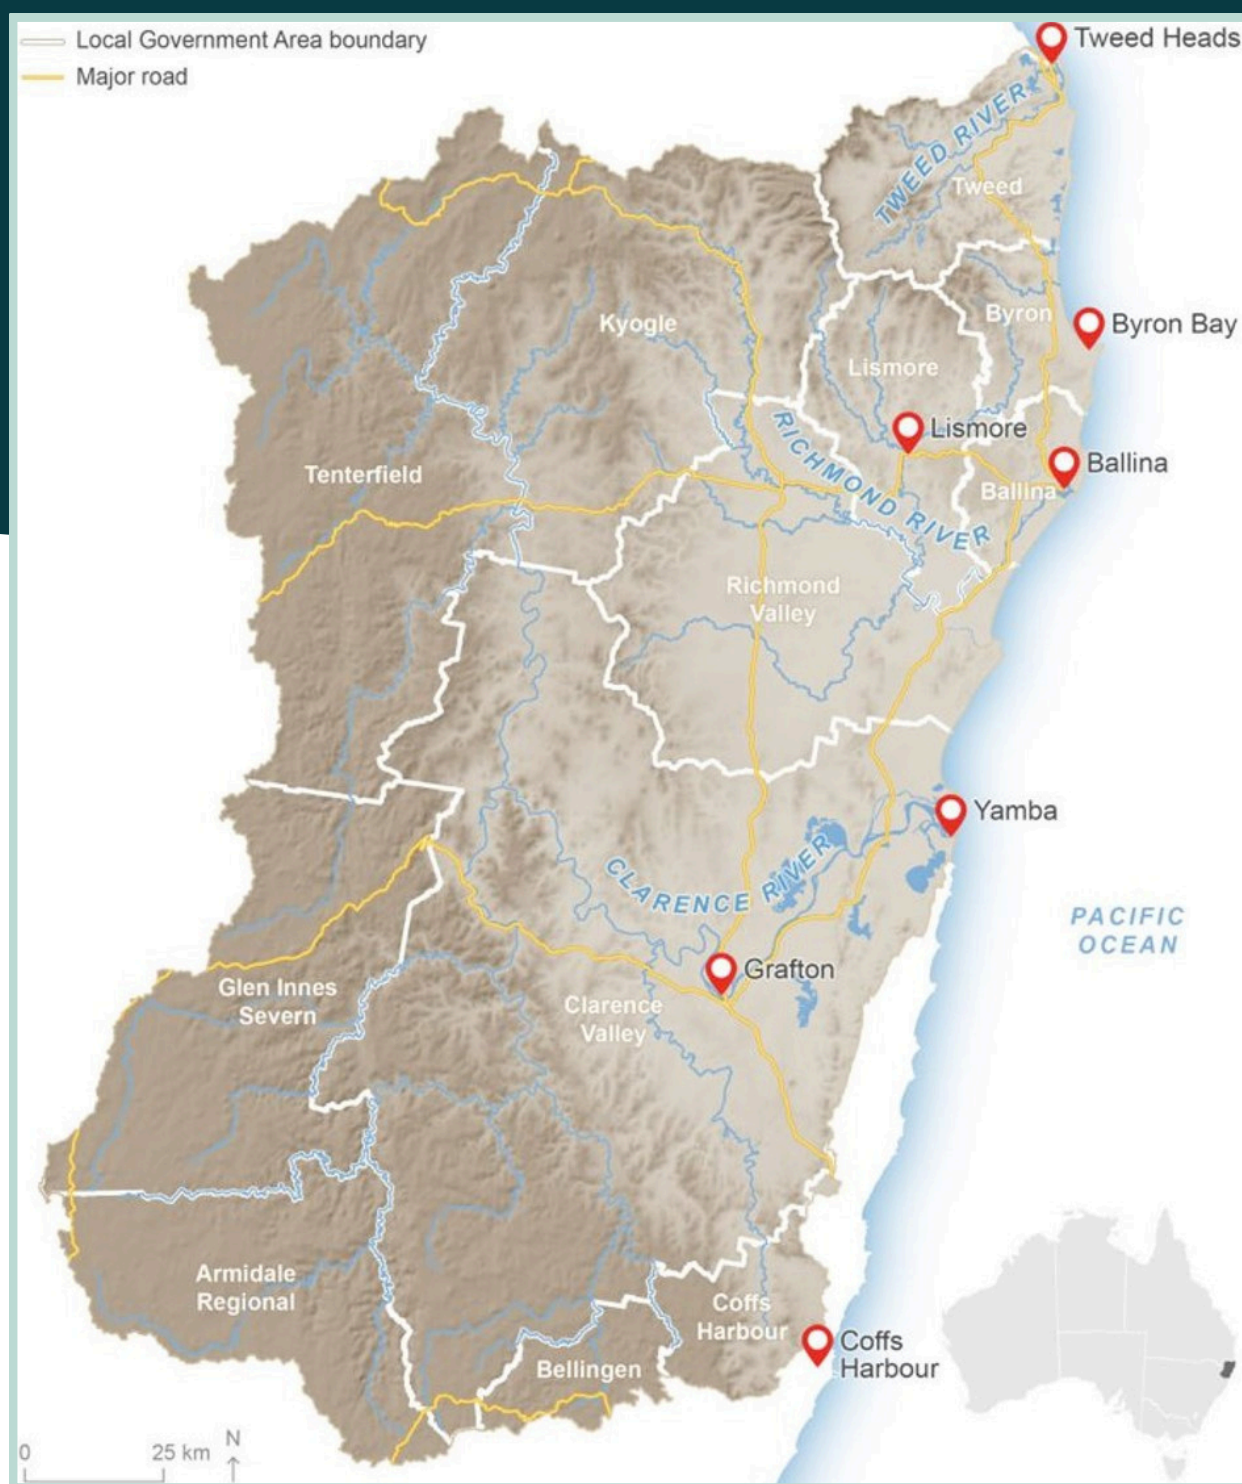 Local Government Area boundary
Major road
Tweed Heads
TWEED RIVER
Tweed
Byron
Byron Bay
Kyogle
Lismore
Lismore
RICHMOND RIVER
Ballina
Ballina
Tenterfield
Richmond
Valley
Yamba
CLARENCE RIVER
PACIFIC
OCEAN
Grafton
Glen Innes
Severn
Clarence
Valley
Armidale
Regional
Coffs
Harbour
Coffs
Harbour
Bellingen
0 25 km N